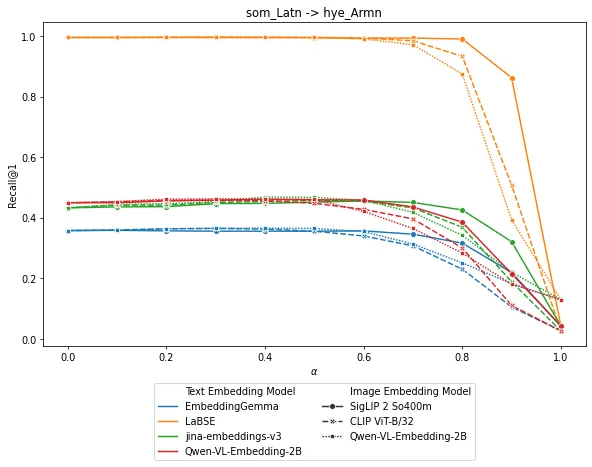 som_Latn -> hye_Armn
1.0
0.8
0.6
0.4
0.2
0.0
Recall@1
0.0 0.2 0.4 0.6 0.8 1.0
α
Text Embedding Model Image Embedding Model
EmbeddingGemma SigLIP 2 So400m
LaBSE CLIP ViT-B/32
jina-embeddings-v3 Qwen-VL-Embedding-2B
Qwen-VL-Embedding-2B